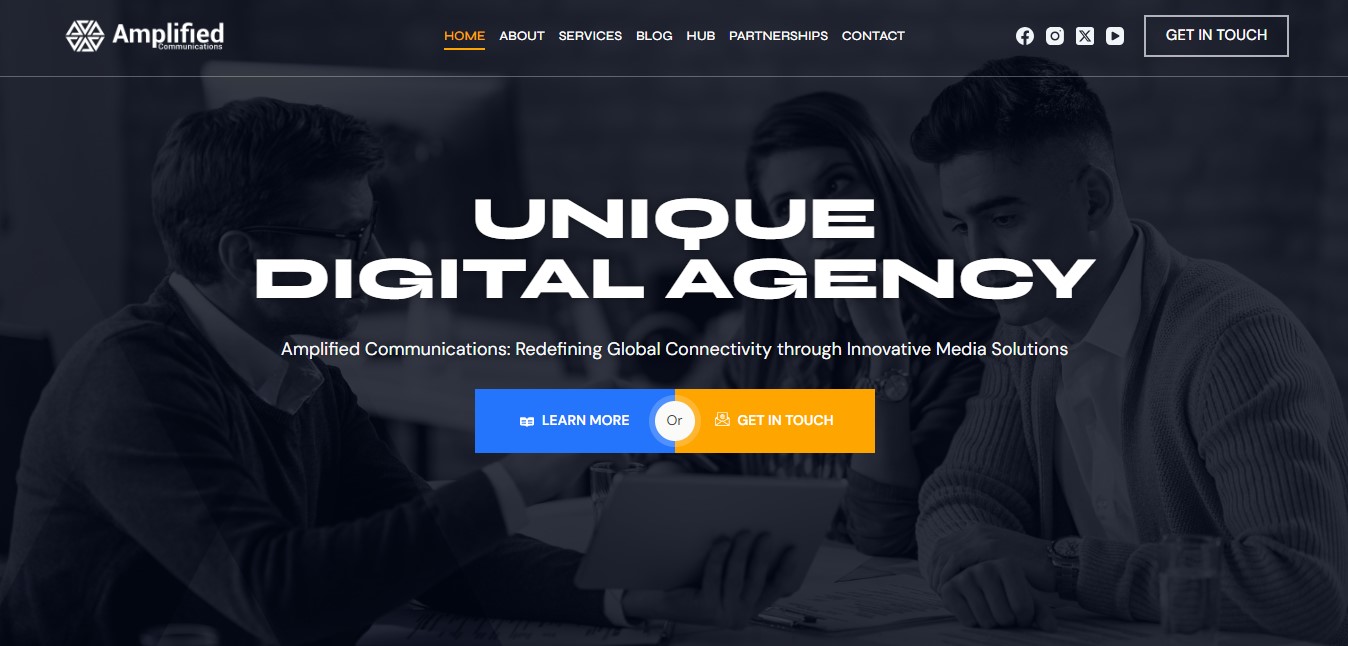 Amplified
Communications
HOME ABOUT SERVICES BLOG HUB PARTNERSHIPS CONTACT
GET IN TOUCH
UNIQUE
DIGITAL AGENCY
Amplified Communications: Redefining Global Connectivity through Innovative Media Solutions
LEARN MORE Or GET IN TOUCH